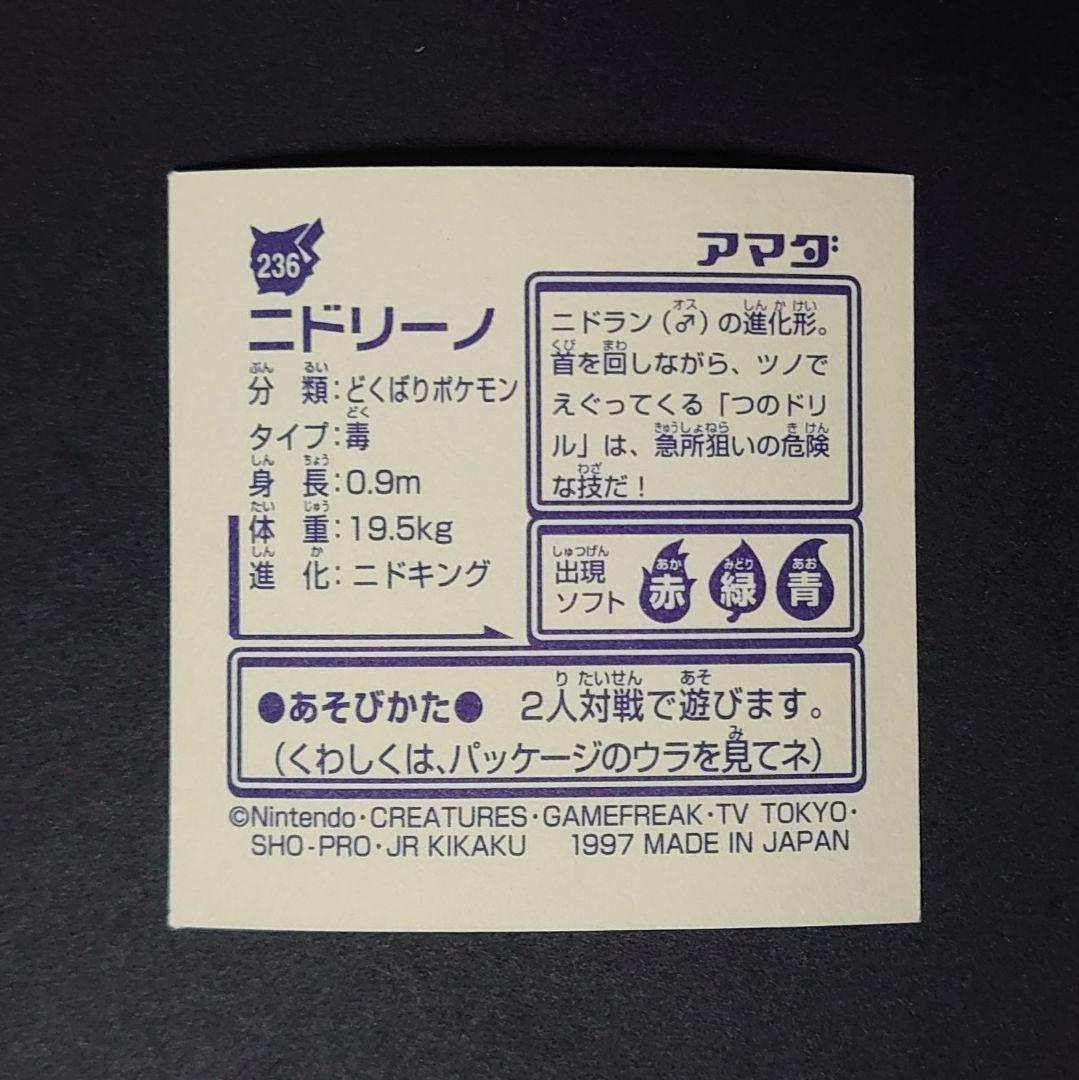 236
アマダ
ニドリーノ
分類：どくばりポケモン
タイプ：毒
身長：0.9m
体重：19.5kg
進化：ニドキング
ニドラン（♂）の進化形。
首を回しながら、ツノで
えぐってくる「つのドリ
ル」は、急所狙いの危険
な技だ！
出現
ソフト
赤 緑 青
●あそびかた● 2人対戦で遊びます。
（くわしくは、パッケージのウラを見てネ）
©Nintendo・CREATURES・GAMEFREAK・TV TOKYO・
SHO-PRO・JR KIKAKU 1997 MADE IN JAPAN